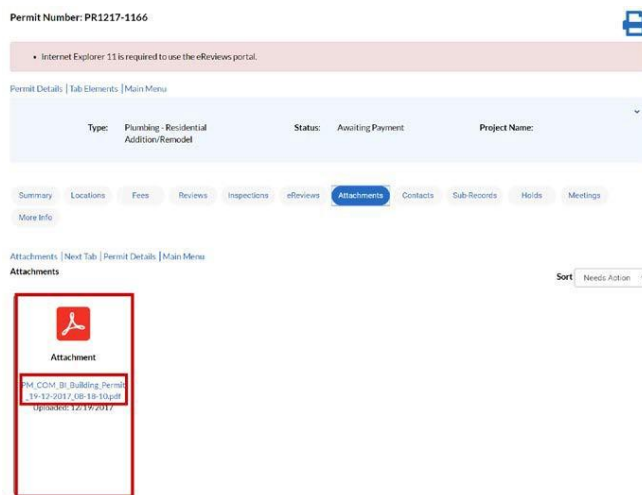 Permit Number: PR1217-1166
Internet Explorer 11 is required to use the eReviews portal.
Permit Details | Tab Elements | Main Menu
Type: Plumbing - Residential Status: Awaiting Payment Project Name:
Addition/Remodel
Summary Locations Fees Reviews Inspections eReviews Attachments Contacts Sub-Records Holds Meetings
More Info
Attachments | Next Tab | Permit Details | Main Menu
Attachments
Sort Needs Action
Attachment
PM_COM_BI_Building_Permit
_19-12-2017_08-18-10.pdf
Uploaded: 12/19/2017